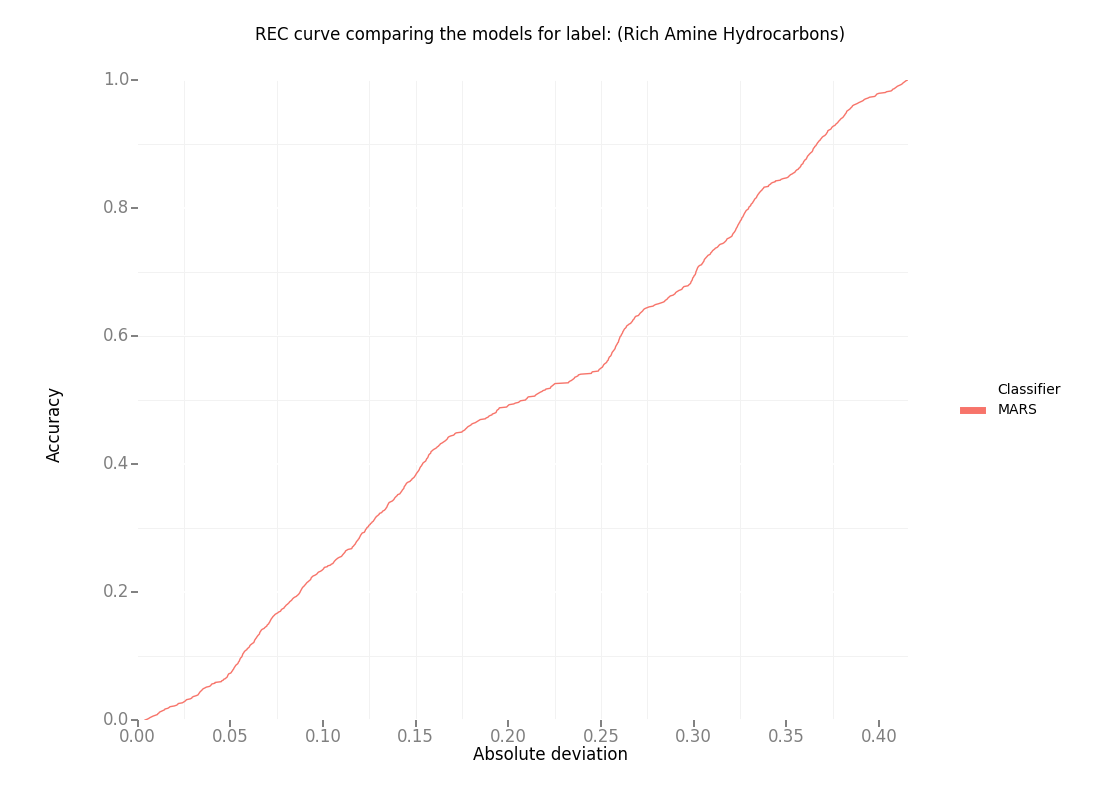 REC curve comparing the models for label: (Rich Amine Hydrocarbons)
1.0
0.8
0.6
0.4
0.2
0.0
Accuracy
0.00 0.05 0.10 0.15 0.20 0.25 0.30 0.35 0.40
Absolute deviation
Classifier
MARS